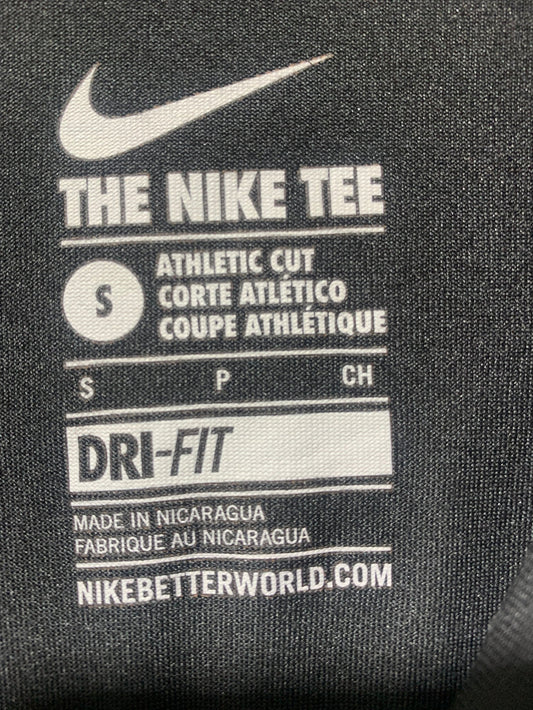 THE NIKE TEE
S
ATHLETIC CUT
CORTE ATLÉTICO
COUPE ATHLÉTIQUE
S P CH
DRI-FIT
MADE IN NICARAGUA
FABRIQUE AU NICARAGUA
NIKEBETTERWORLD.COM